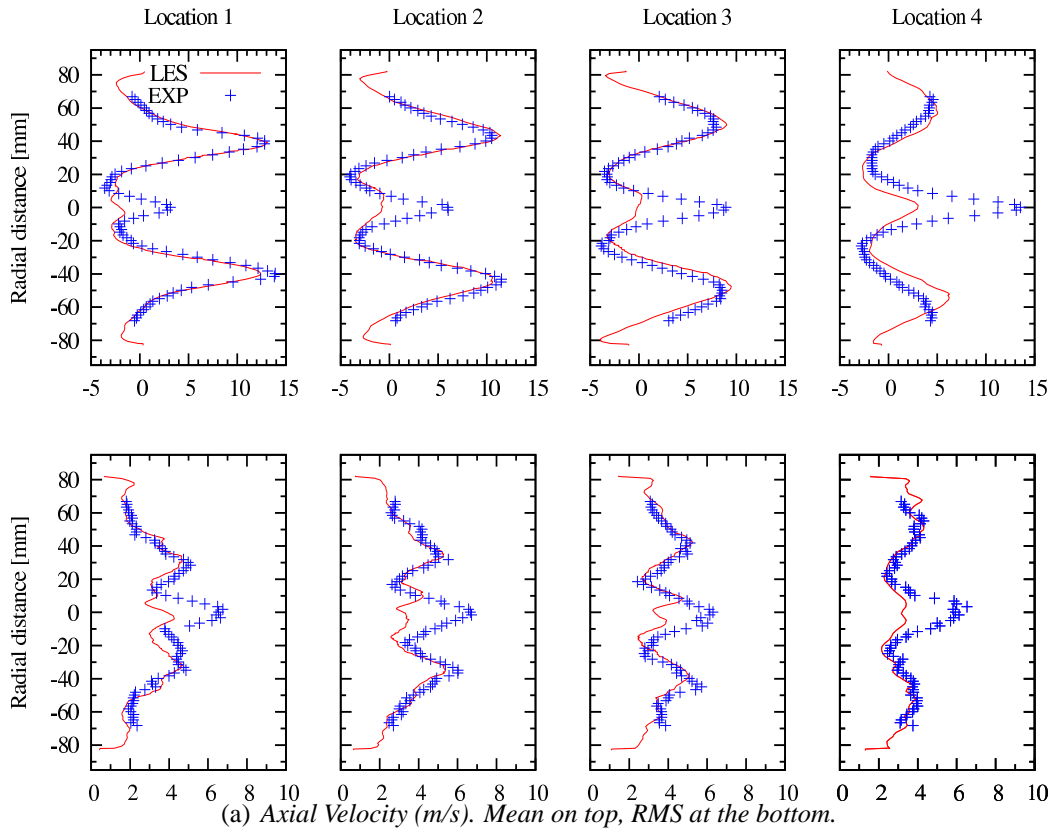 Location 1 Location 2 Location 3 Location 4
Radial distance [mm]
80
60
40
20
0
-20
-40
-60
-80
LES
EXP
-5 0 5 10 15 -5 0 5 10 15 -5 0 5 10 15 -5 0 5 10 15
Radial distance [mm]
80
60
40
20
0
-20
-40
-60
-80
0 2 4 6 8 10 0 2 4 6 8 10 0 2 4 6 8 10 0 2 4 6 8 10
(a) Axial Velocity (m/s). Mean on top, RMS at the bottom.